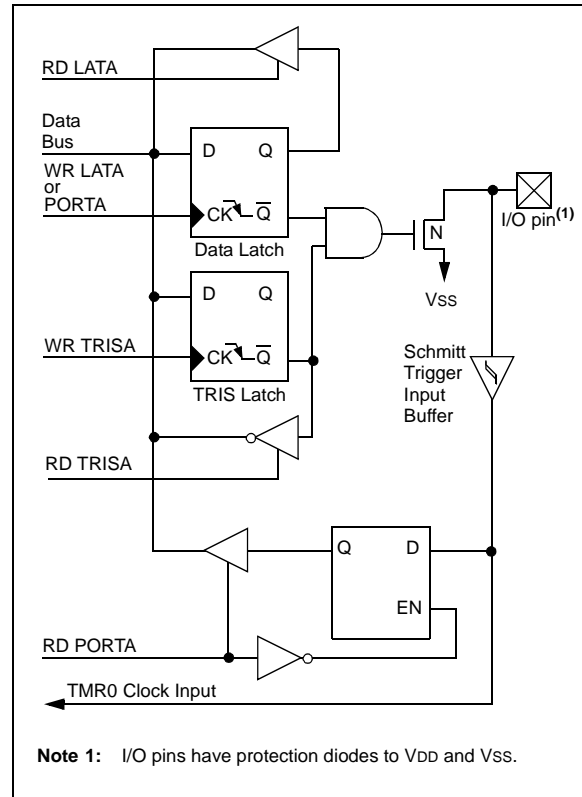 RD LATA
Data
Bus
WR LATA
or
PORTA
D Q
CK Q
Data Latch
N
I/O pin(1)
VSS
D Q
CK Q
WR TRISA
TRIS Latch
Schmitt
Trigger
Input
Buffer
RD TRISA
Q D
EN
RD PORTA
TMR0 Clock Input
Note 1: I/O pins have protection diodes to VDD and VSS.